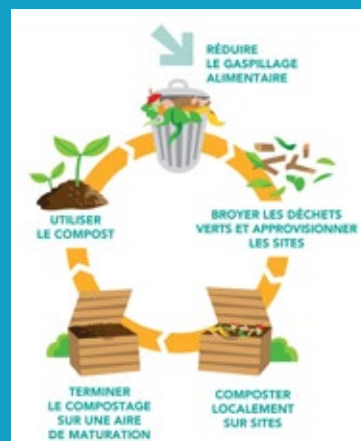 RÉDUIRE
LE GASPILLAGE
ALIMENTAIRE
BROYER LES DÉCHETS
VERTS ET APPROVISIONNER
LES SITES
COMPOSTER
LOCALEMENT
SUR SITES
TERMINER
LE COMPOSTAGE
SUR UNE AIRE
DE MATURATION
UTILISER
LE COMPOST